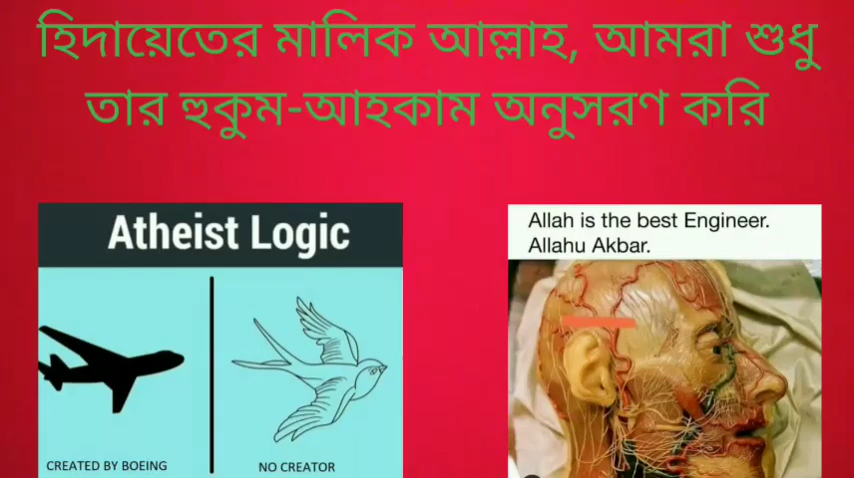 হিদায়েতের মালিক আল্লাহ, আমরা শুধু
তার হুকুম-আহকাম অনুসরণ করি
Atheist Logic
CREATED BY BOEING
NO CREATOR
Allah is the best Engineer.
Allahu Akbar.